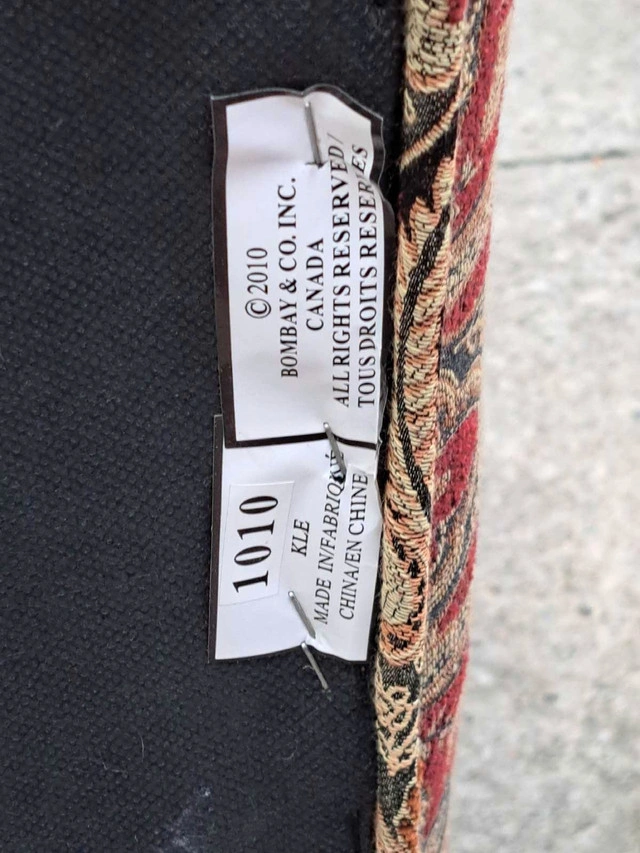 ©2010
BOMBAY & CO. INC.
CANADA
ALL RIGHTS RESERVED/
TOUS DROITS RESERVES
1010
KLE
MADE IN/FABRIQUÉ
CHINA/EN CHINE